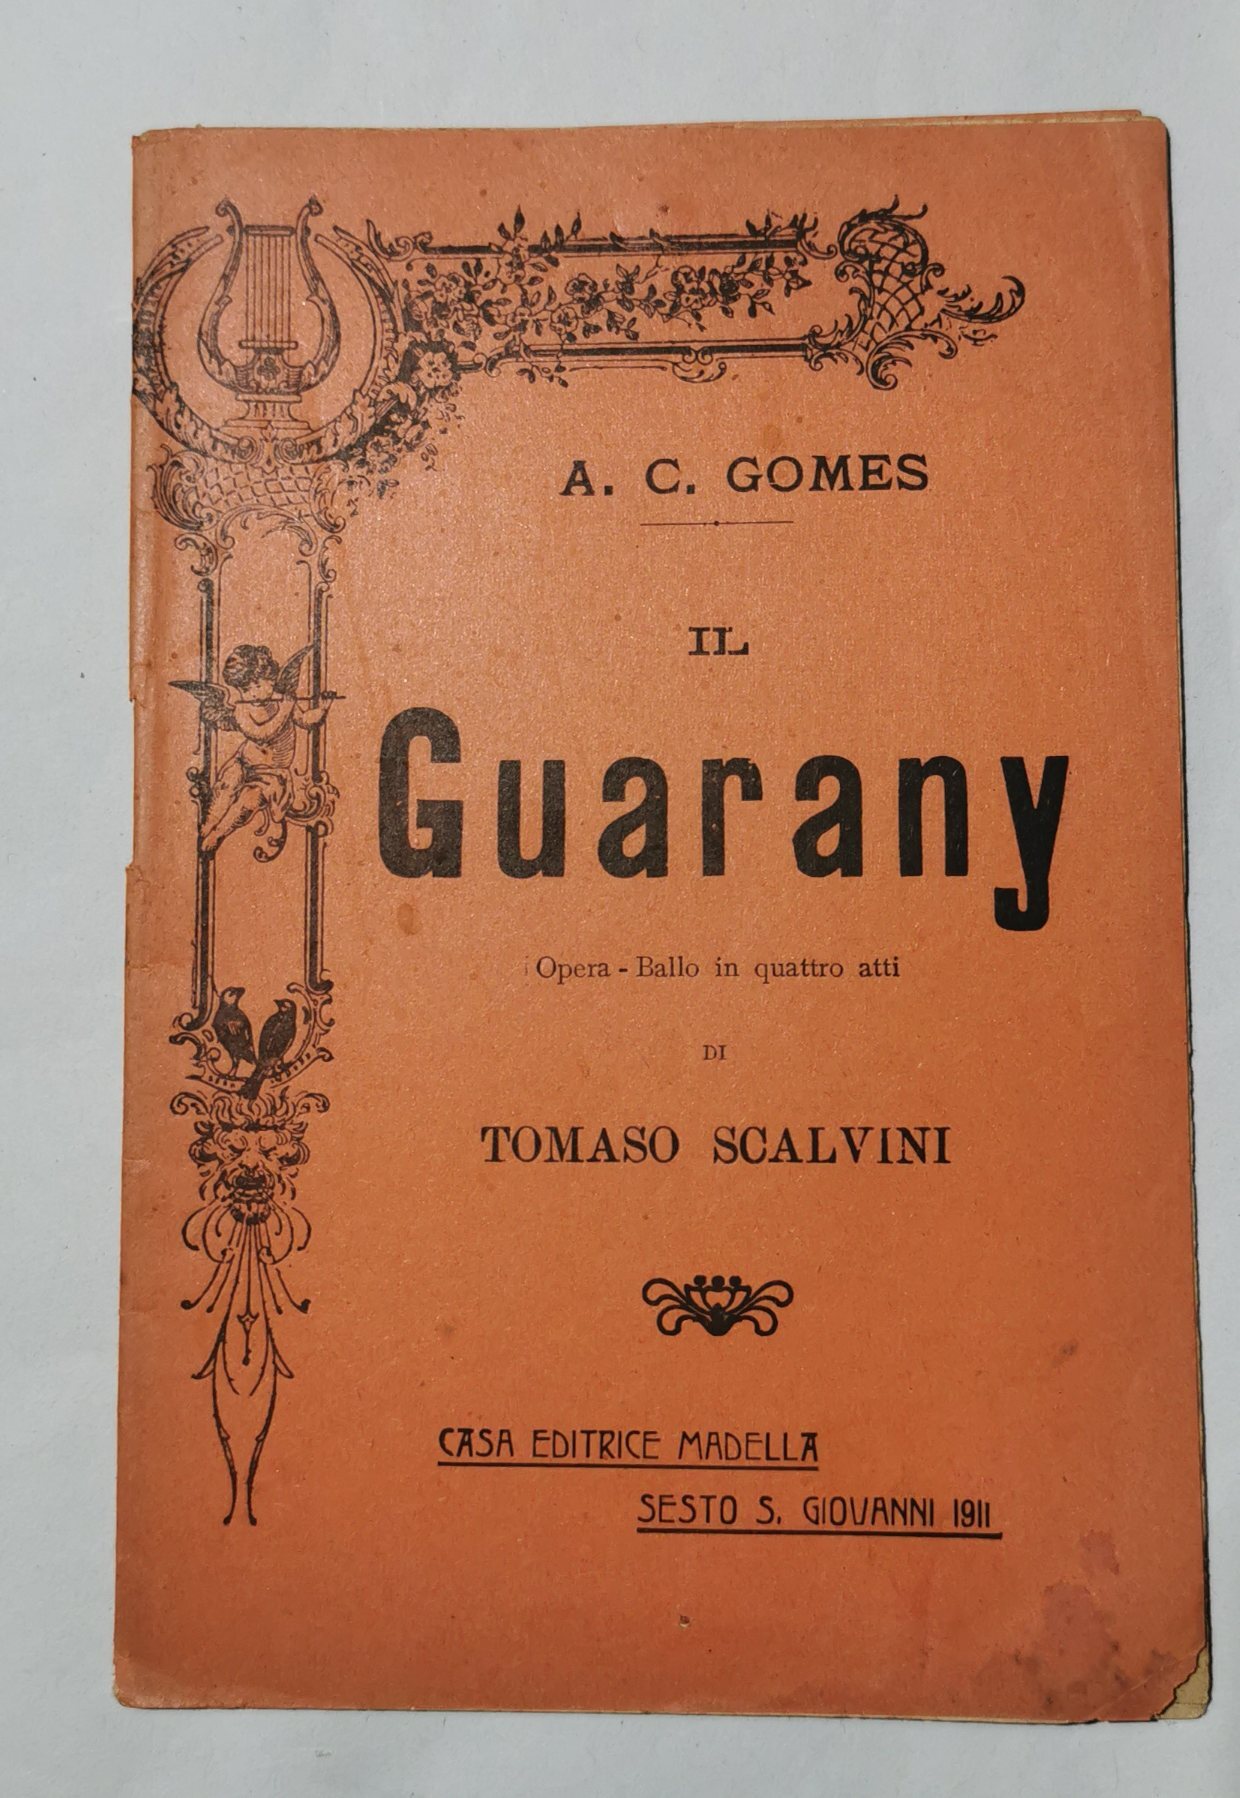 A. C. GOMES
IL
Guarany
Opera - Ballo in quattro atti
DI
TOMASO SCALVINI
CASA EDITRICE MADELLA
SESTO S. GIOVANNI 1911